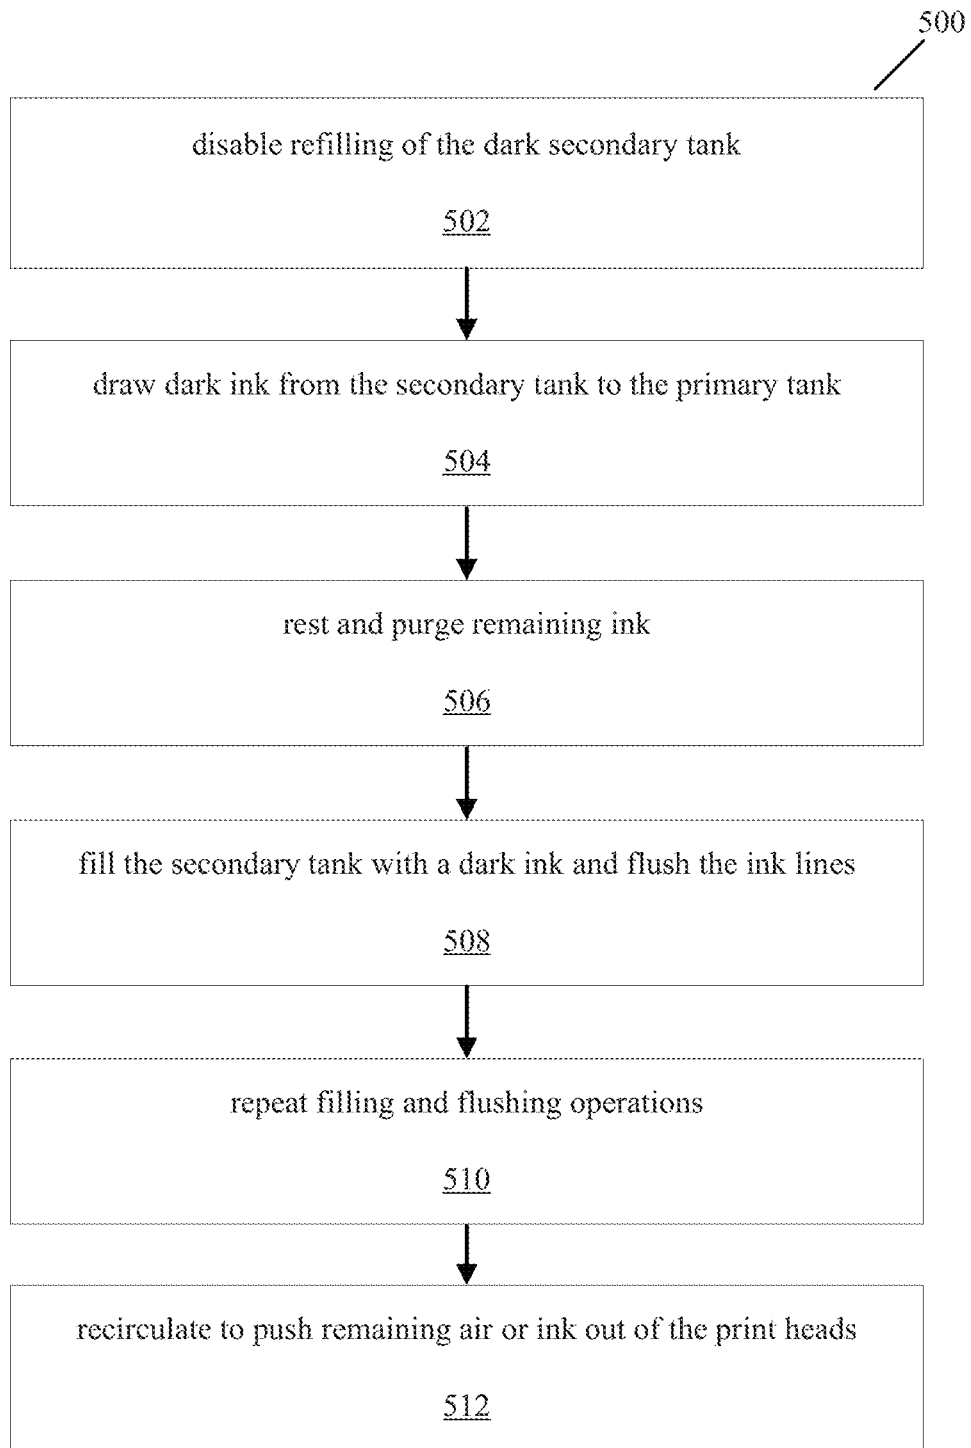 500
disable refilling of the dark secondary tank
502
draw dark ink from the secondary tank to the primary tank
504
rest and purge remaining ink
506
fill the secondary tank with a dark ink and flush the ink lines
508
repeat filling and flushing operations
510
recirculate to push remaining air or ink out of the print heads
512